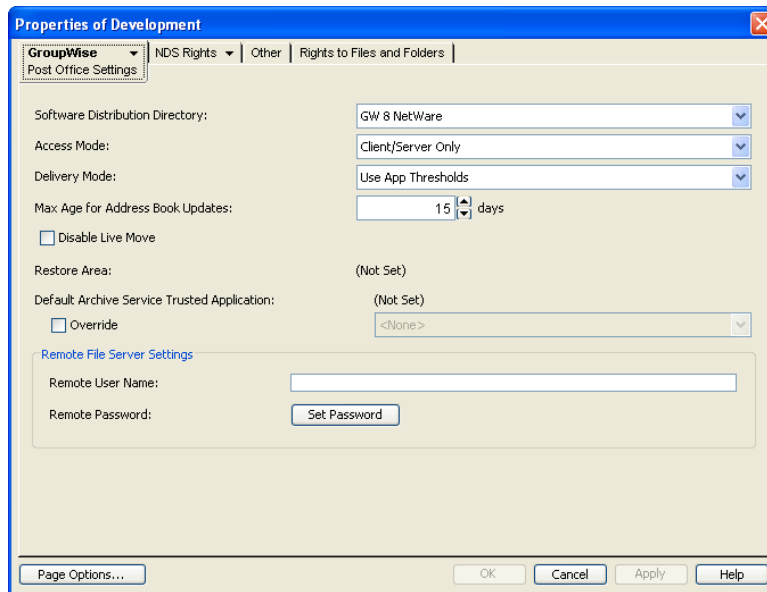 Properties of Development
GroupWise NDS Rights Other Rights to Files and Folders
Post Office Settings
Software Distribution Directory: GW 8 NetWare
Access Mode: Client/Server Only
Delivery Mode: Use App Thresholds
Max Age for Address Book Updates: 15 days
Disable Live Move
Restore Area: (Not Set)
Default Archive Service Trusted Application: (Not Set)
Override <None>
Remote File Server Settings
Remote User Name:
Remote Password: Set Password
Page Options... OK Cancel Apply Help